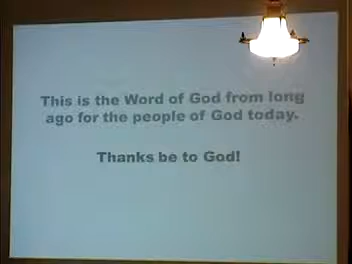 This is the Word of God from long
ago for the people of God today.
Thanks be to God!